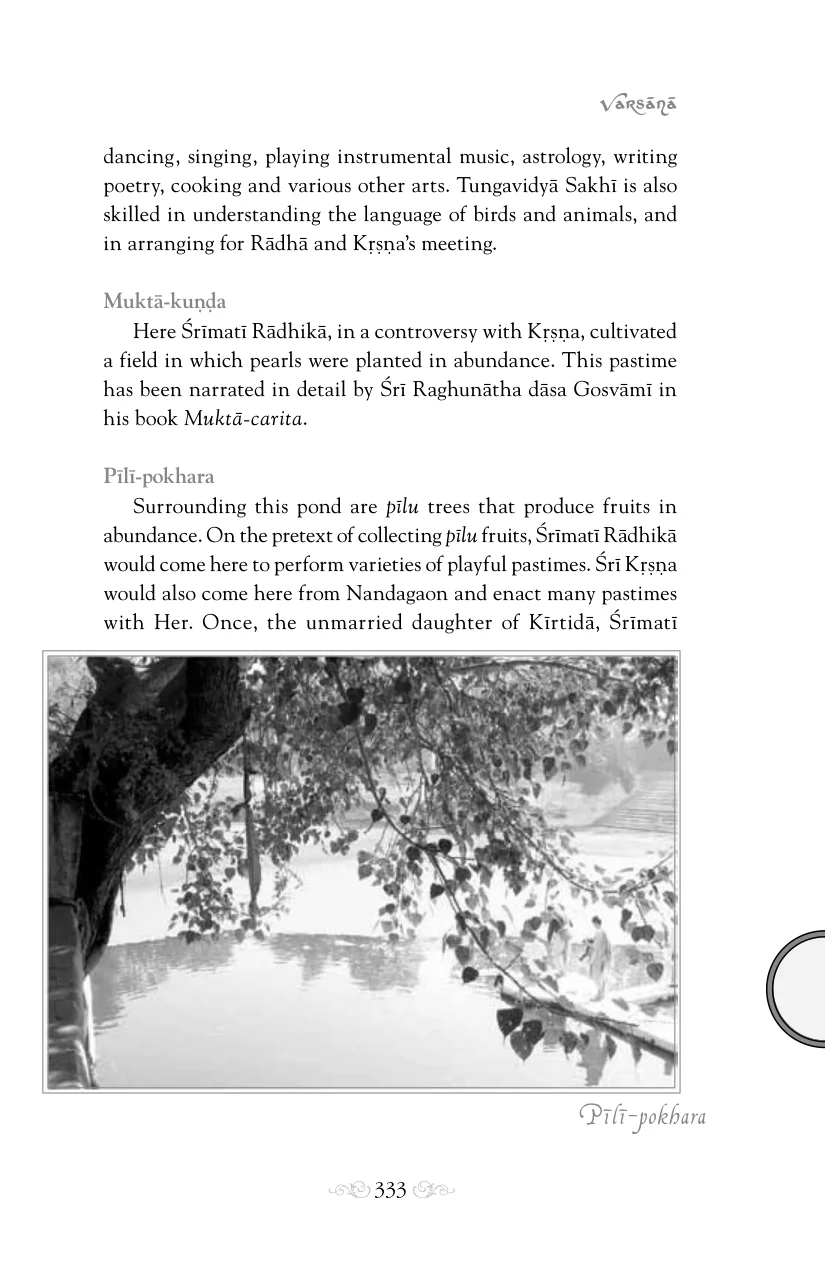 Varsāṇā
dancing, singing, playing instrumental music, astrology, writing
poetry, cooking and various other arts. Tungavidyā Sakhī is also
skilled in understanding the language of birds and animals, and
in arranging for Rādhā and Kṛṣṇa’s meeting.
Muktā-kuṇḍa
Here Śrīmatī Rādhikā, in a controversy with Kṛṣṇa, cultivated
a field in which pearls were planted in abundance. This pastime
has been narrated in detail by Śrī Raghunātha dāsa Gosvāmī in
his book Muktā-carita.
Pīlī-pokhara
Surrounding this pond are pīlu trees that produce fruits in
abundance. On the pretext of collecting pīlu fruits, Śrīmatī Rādhikā
would come here to perform varieties of playful pastimes. Śrī Kṛṣṇa
would also come here from Nandagaon and enact many pastimes
with Her. Once, the unmarried daughter of Kīrtidā, Śrīmatī
Pīlī-pokhara
333